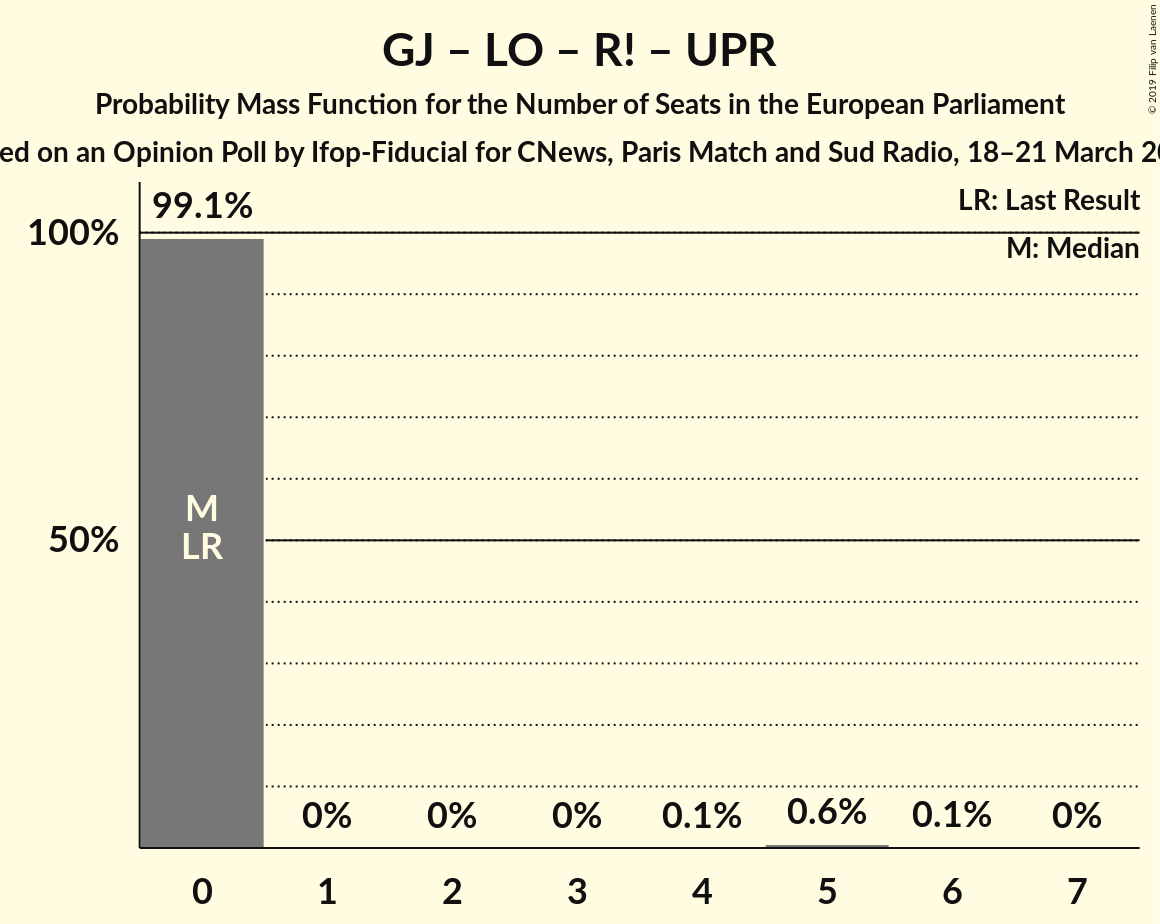 GJ – LO – R! – UPR
Probability Mass Function for the Number of Seats in the European Parliament
on an Opinion Poll by Ifop-Fiducial for CNews, Paris Match and Sud Radio, 18–21 March
© 2019 Filip van Laenen
LR: Last Result
M: Median
99.1%
100%
50%
M
LR
0% 0% 0% 0.1% 0.6% 0.1% 0%
0 1 2 3 4 5 6 7